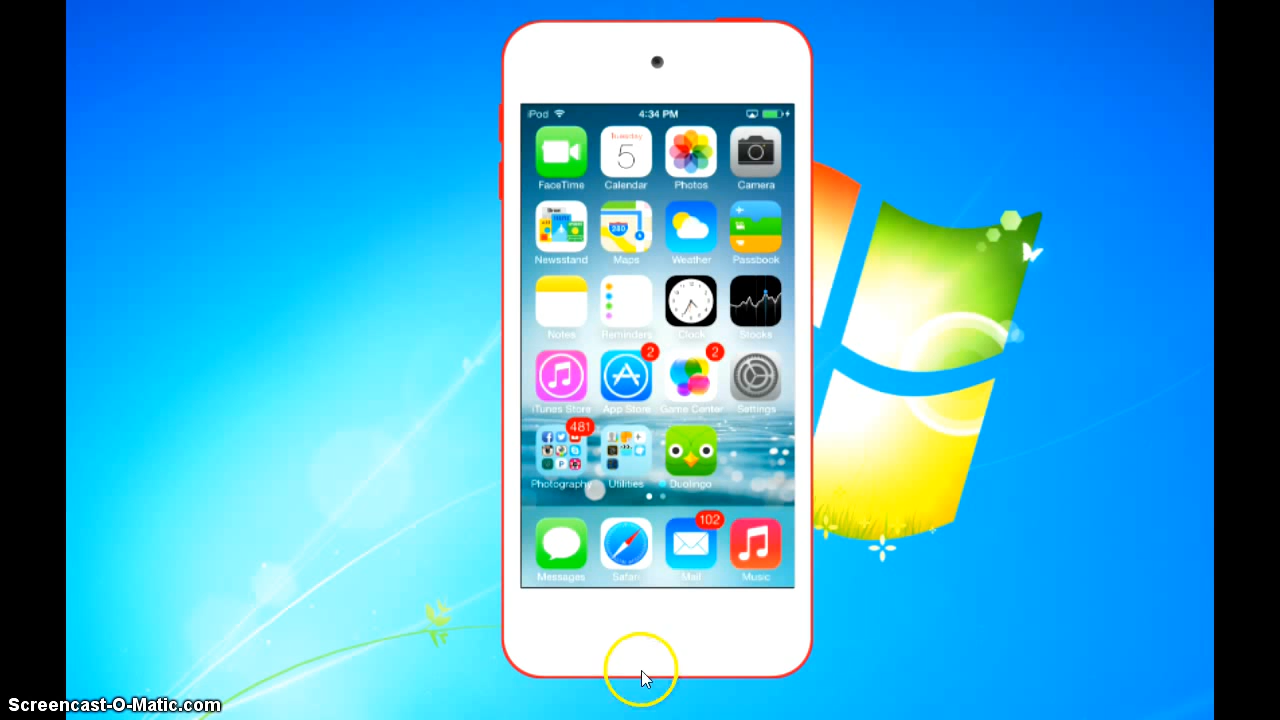 iPod 4:34 PM
Tuesday
5
FaceTime Calendar Photos Camera
280
Newsstand Maps Weather Passbook
Notes Reminders Clock Stocks
2 2
iTunes Store App Store Game Center Settings
481
Photography Utilities Duolingo
102
Messages Safari Mail Music
Screencast-O-Matic.com